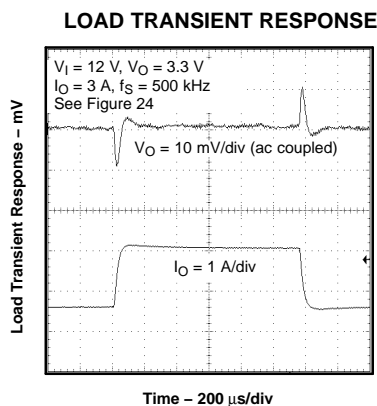 LOAD TRANSIENT RESPONSE
V_I = 12 V, V_O = 3.3 V
I_O = 3 A, f_S = 500 kHz
See Figure 24
V_O = 10 mV/div (ac coupled)
I_O = 1 A/div
Load Transient Response – mV
Time – 200 μs/div